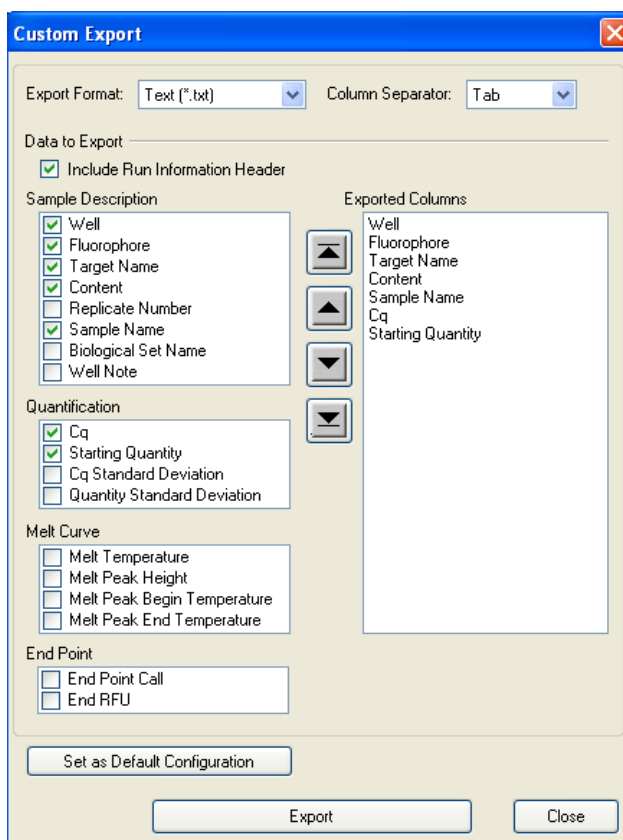 Custom Export
Export Format: Text (*.txt) Column Separator: Tab
Data to Export
Include Run Information Header
Sample Description
Well
Fluorophore
Target Name
Content
Replicate Number
Sample Name
Biological Set Name
Well Note
Quantification
Cq
Starting Quantity
Cq Standard Deviation
Quantity Standard Deviation
Melt Curve
Melt Temperature
Melt Peak Height
Melt Peak Begin Temperature
Melt Peak End Temperature
End Point
End Point Call
End RFU
Exported Columns
Well
Fluorophore
Target Name
Content
Sample Name
Cq
Starting Quantity
Set as Default Configuration
Export Close